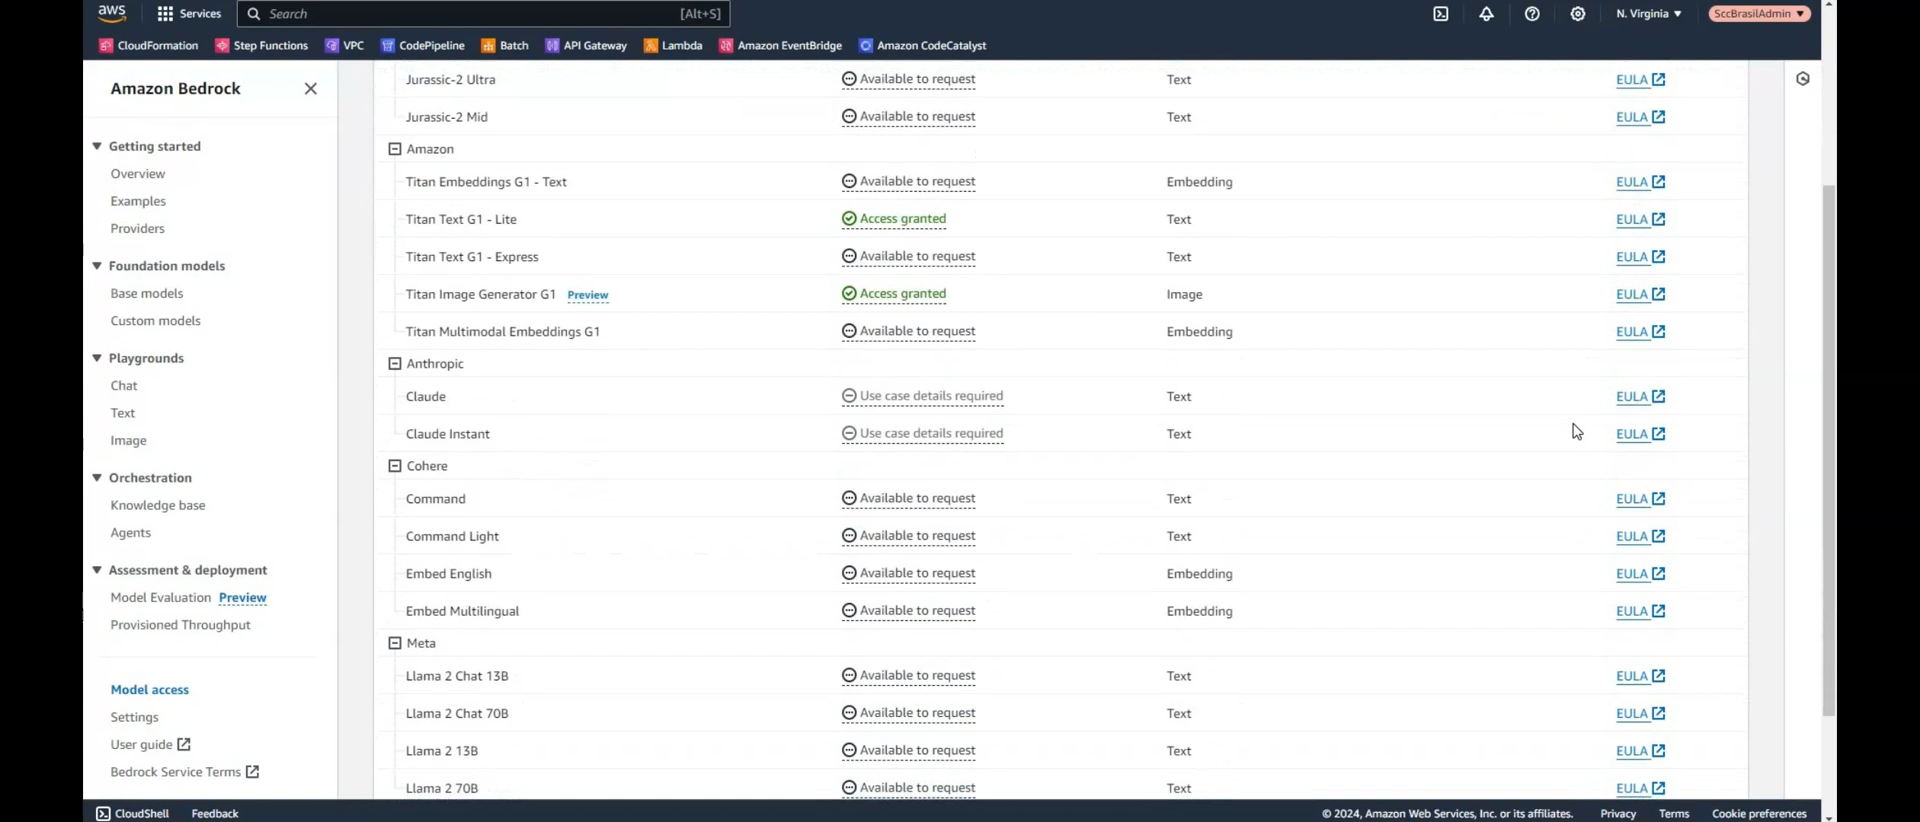 aws Services Search [Alt+S] N. Virginia SccBrasilAdmin
CloudFormation Step Functions VPC CodePipeline Batch API Gateway Lambda Amazon EventBridge Amazon CodeCatalyst
Amazon Bedrock
Getting started
Overview
Examples
Providers
Foundation models
Base models
Custom models
Playgrounds
Chat
Text
Image
Orchestration
Knowledge base
Agents
Assessment & deployment
Model Evaluation Preview
Provisioned Throughput
Model access
Settings
User guide
Bedrock Service Terms
Jurassic-2 Ultra Available to request Text EULA
Jurassic-2 Mid Available to request Text EULA
Amazon
Titan Embeddings G1 - Text Available to request Embedding EULA
Titan Text G1 - Lite Access granted Text EULA
Titan Text G1 - Express Available to request Text EULA
Titan Image Generator G1 Preview Access granted Image EULA
Titan Multimodal Embeddings G1 Available to request Embedding EULA
Anthropic
Claude Use case details required Text EULA
Claude Instant Use case details required Text EULA
Cohere
Command Available to request Text EULA
Command Light Available to request Text EULA
Embed English Available to request Embedding EULA
Embed Multilingual Available to request Embedding EULA
Meta
Llama 2 Chat 13B Available to request Text EULA
Llama 2 Chat 70B Available to request Text EULA
Llama 2 13B Available to request Text EULA
Llama 2 70B Available to request Text EULA
CloudShell Feedback © 2024, Amazon Web Services, Inc. or its affiliates. Privacy Terms Cookie preferences